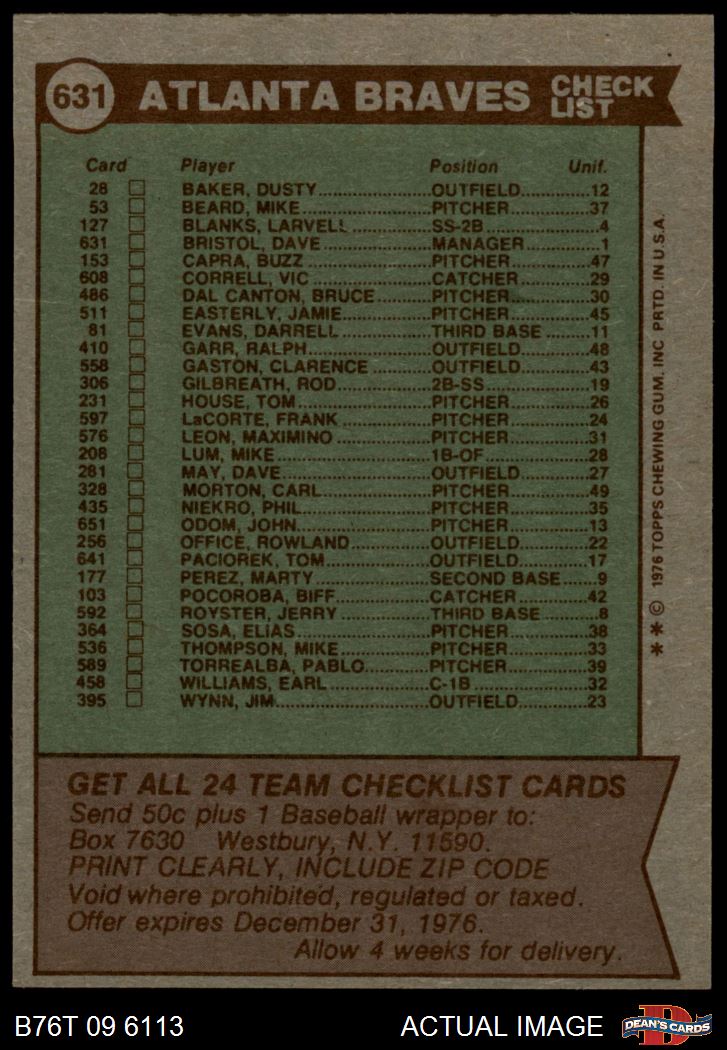 631 ATLANTA BRAVES CHECK LIST
Card Player Position Unif.
28 BAKER, DUSTY OUTFIELD 12
53 BEARD, MIKE PITCHER 37
127 BLANKS, LARVELL SS-2B 4
631 BRISTOL, DAVE MANAGER 1
153 CAPRA, BUZZ PITCHER 47
608 CORRELL, VIC CATCHER 29
486 DAL CANTON, BRUCE PITCHER 30
511 EASTERLY, JAMIE PITCHER 45
81 EVANS, DARRELL THIRD BASE 11
410 GARR, RALPH OUTFIELD 48
558 GASTON, CLARENCE OUTFIELD 43
306 GILBREATH, ROD 2B-SS 19
231 HOUSE, TOM PITCHER 26
597 LaCORTE, FRANK PITCHER 24
576 LEON, MAXIMINO PITCHER 31
208 LUM, MIKE 1B-OF 28
281 MAY, DAVE OUTFIELD 27
328 MORTON, CARL PITCHER 49
435 NIEKRO, PHIL PITCHER 35
651 ODOM, JOHN PITCHER 13
256 OFFICE, ROWLAND OUTFIELD 22
641 PACIOREK, TOM OUTFIELD 17
177 PEREZ, MARTY SECOND BASE 9
103 POCOROBA, BIFF CATCHER 42
592 ROYSTER, JERRY THIRD BASE 8
364 SOSA, ELIAS PITCHER 38
536 THOMPSON, MIKE PITCHER 33
589 TORREALBA, PABLO PITCHER 39
458 WILLIAMS, EARL C-1B 32
395 WYNN, JIM OUTFIELD 23
**© 1976 TOPPS CHEWING GUM, INC PRTD. IN U.S.A.
GET ALL 24 TEAM CHECKLIST CARDS
Send 50c plus 1 Baseball wrapper to:
Box 7630 Westbury, N.Y. 11590.
PRINT CLEARLY, INCLUDE ZIP CODE
Void where prohibited, regulated or taxed.
Offer expires December 31, 1976.
Allow 4 weeks for delivery.
B76T 09 6113 ACTUAL IMAGE D DEAN'S CARDS